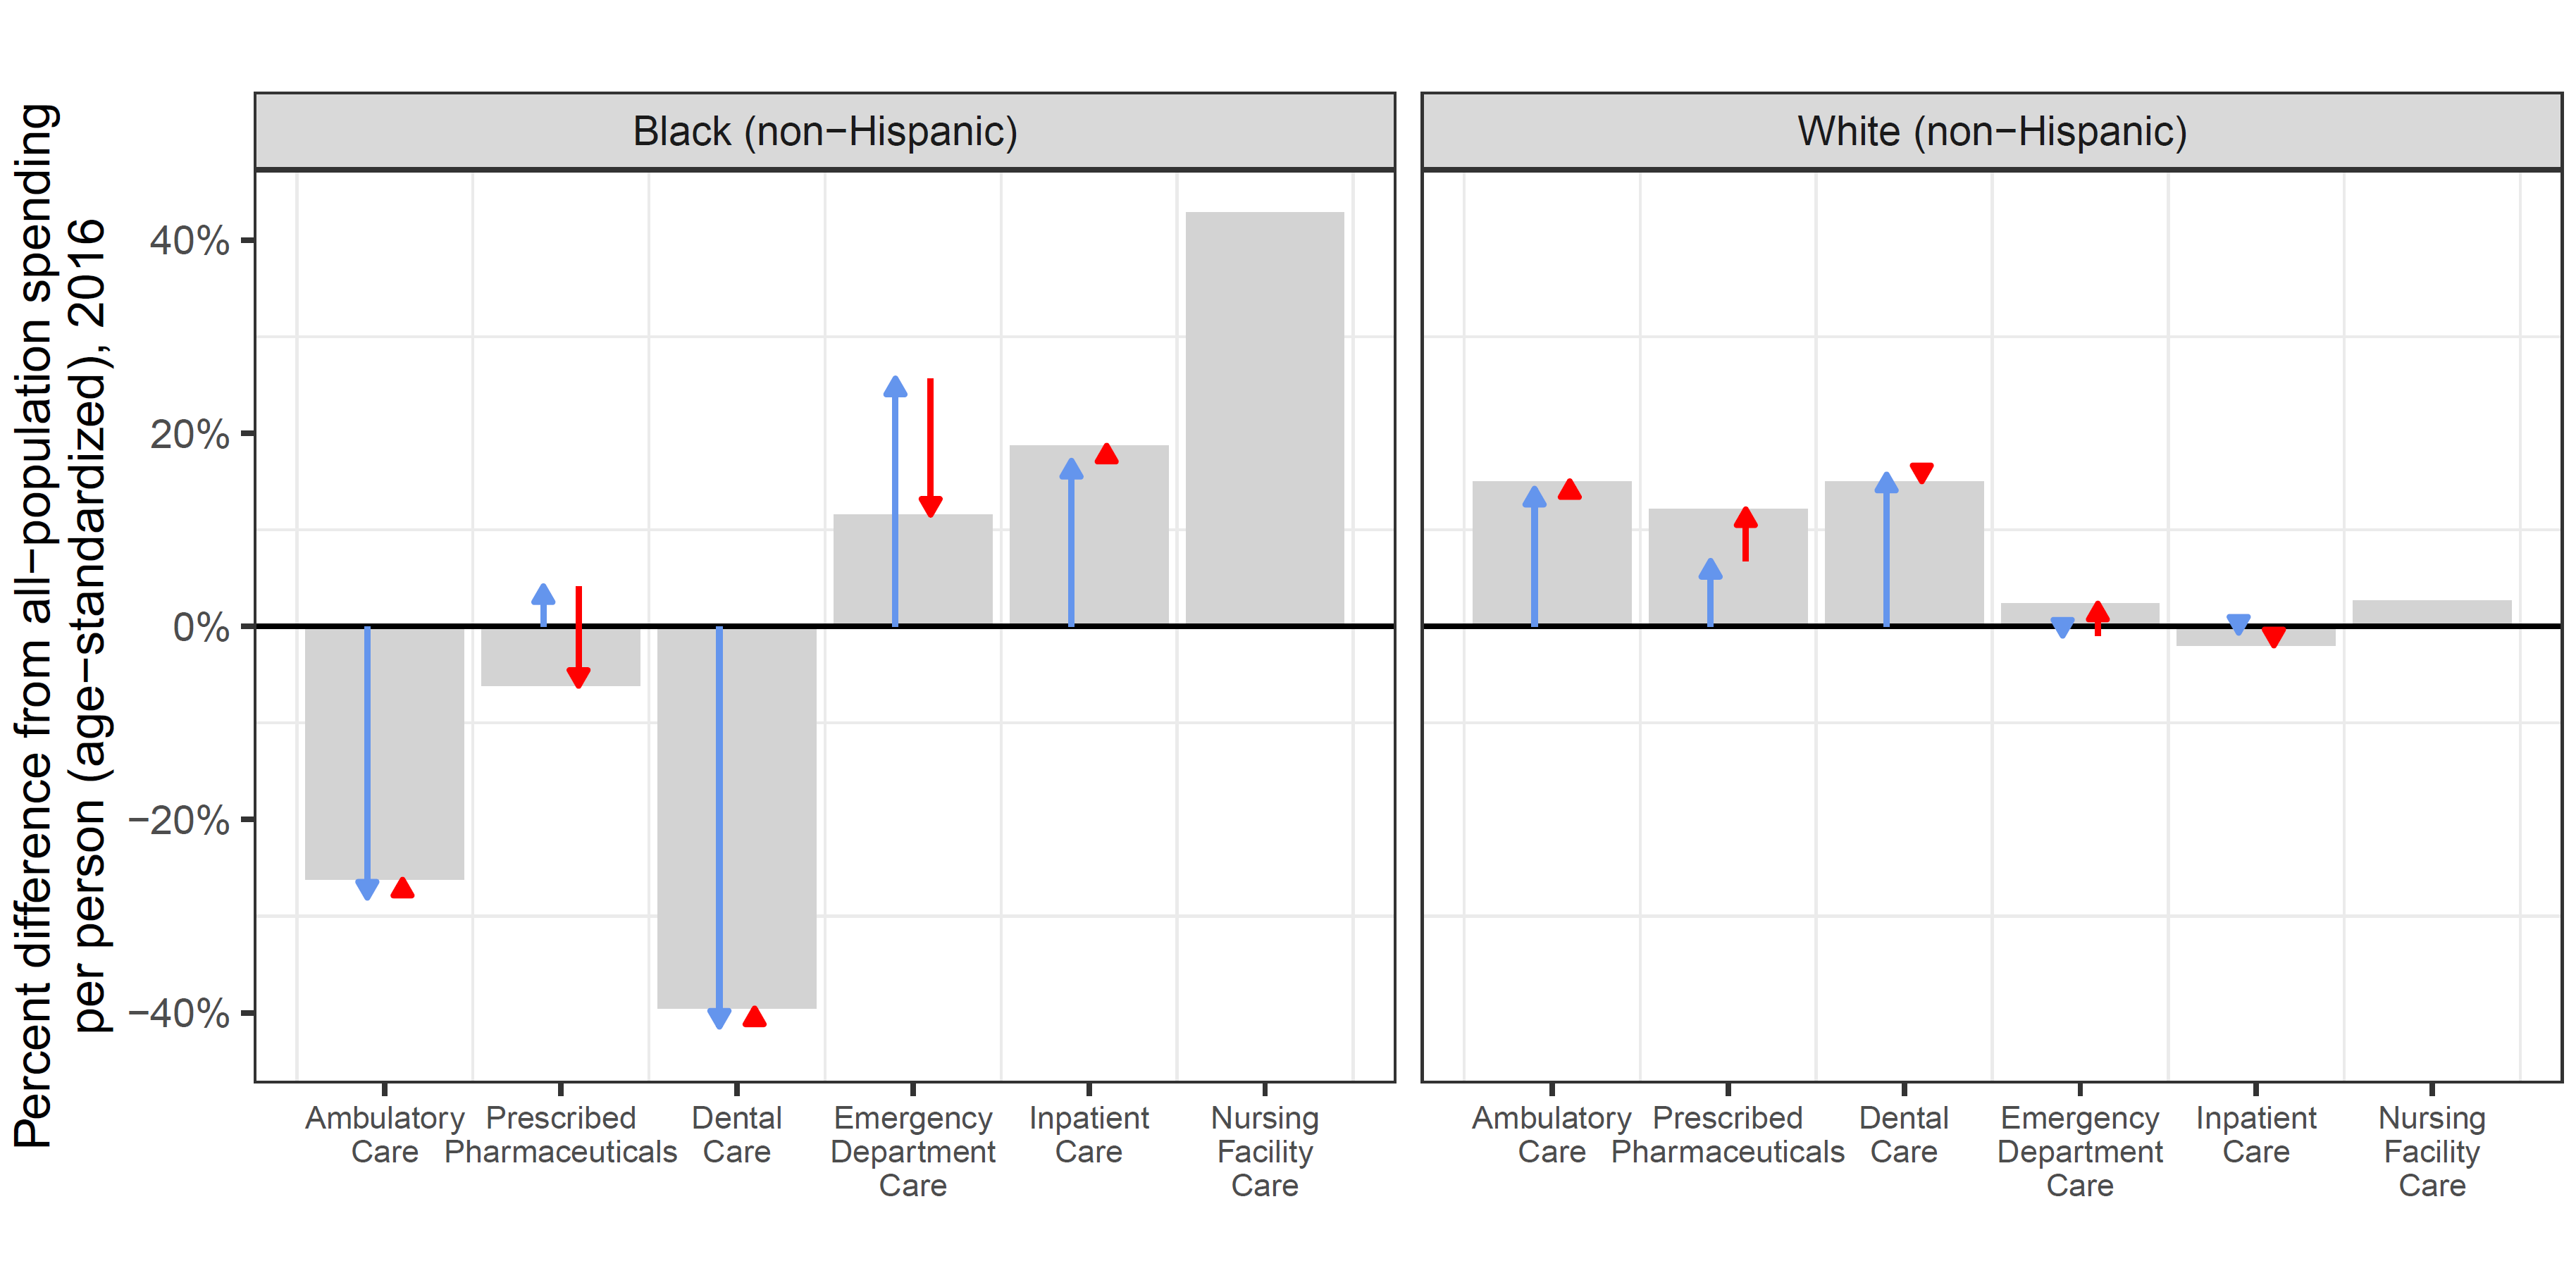 Percent difference from all−population spending
per person (age−standardized), 2016
Black (non−Hispanic)
White (non−Hispanic)
40%
20%
0%
−20%
−40%
Ambulatory
Care
Prescribed
Pharmaceuticals
Dental
Care
Emergency
Department
Care
Inpatient
Care
Nursing
Facility
Care
Ambulatory
Care
Prescribed
Pharmaceuticals
Dental
Care
Emergency
Department
Care
Inpatient
Care
Nursing
Facility
Care